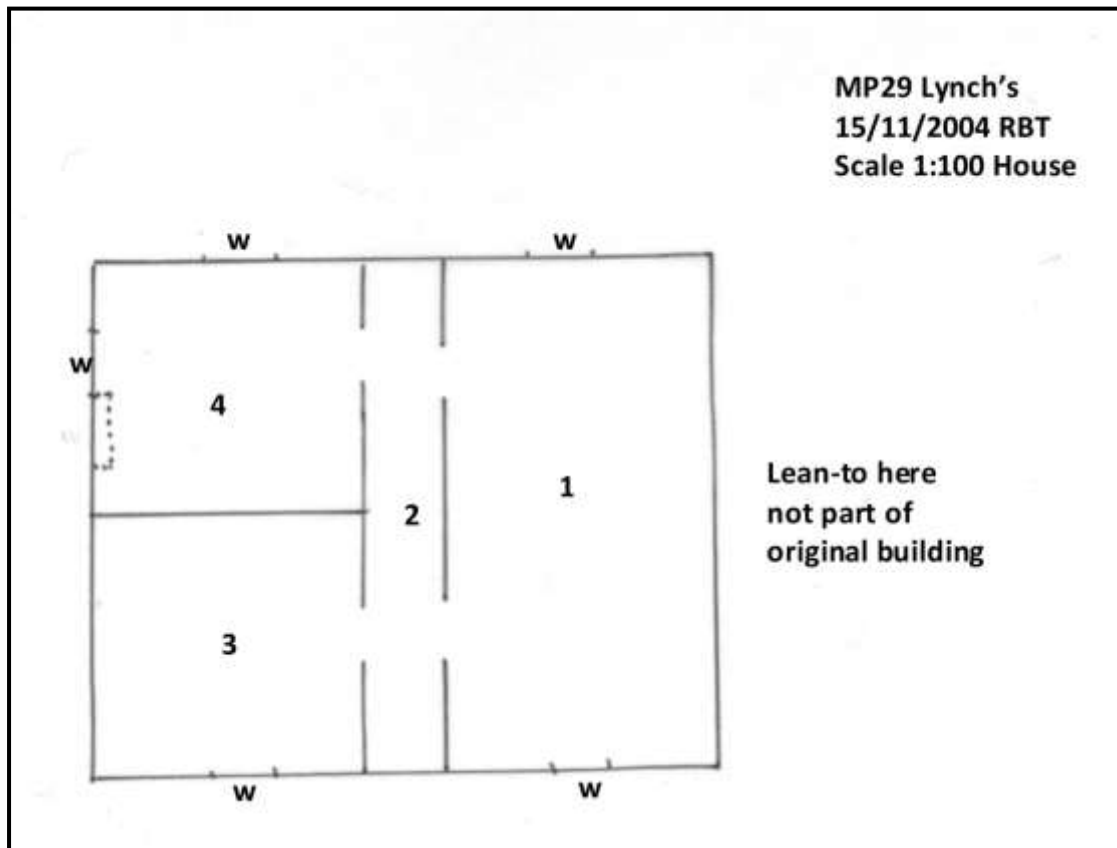 MP29 Lynch's
15/11/2004 RBT
Scale 1:100 House
w
w
w
4
1
2
Lean-to here
not part of
original building
3
w
w